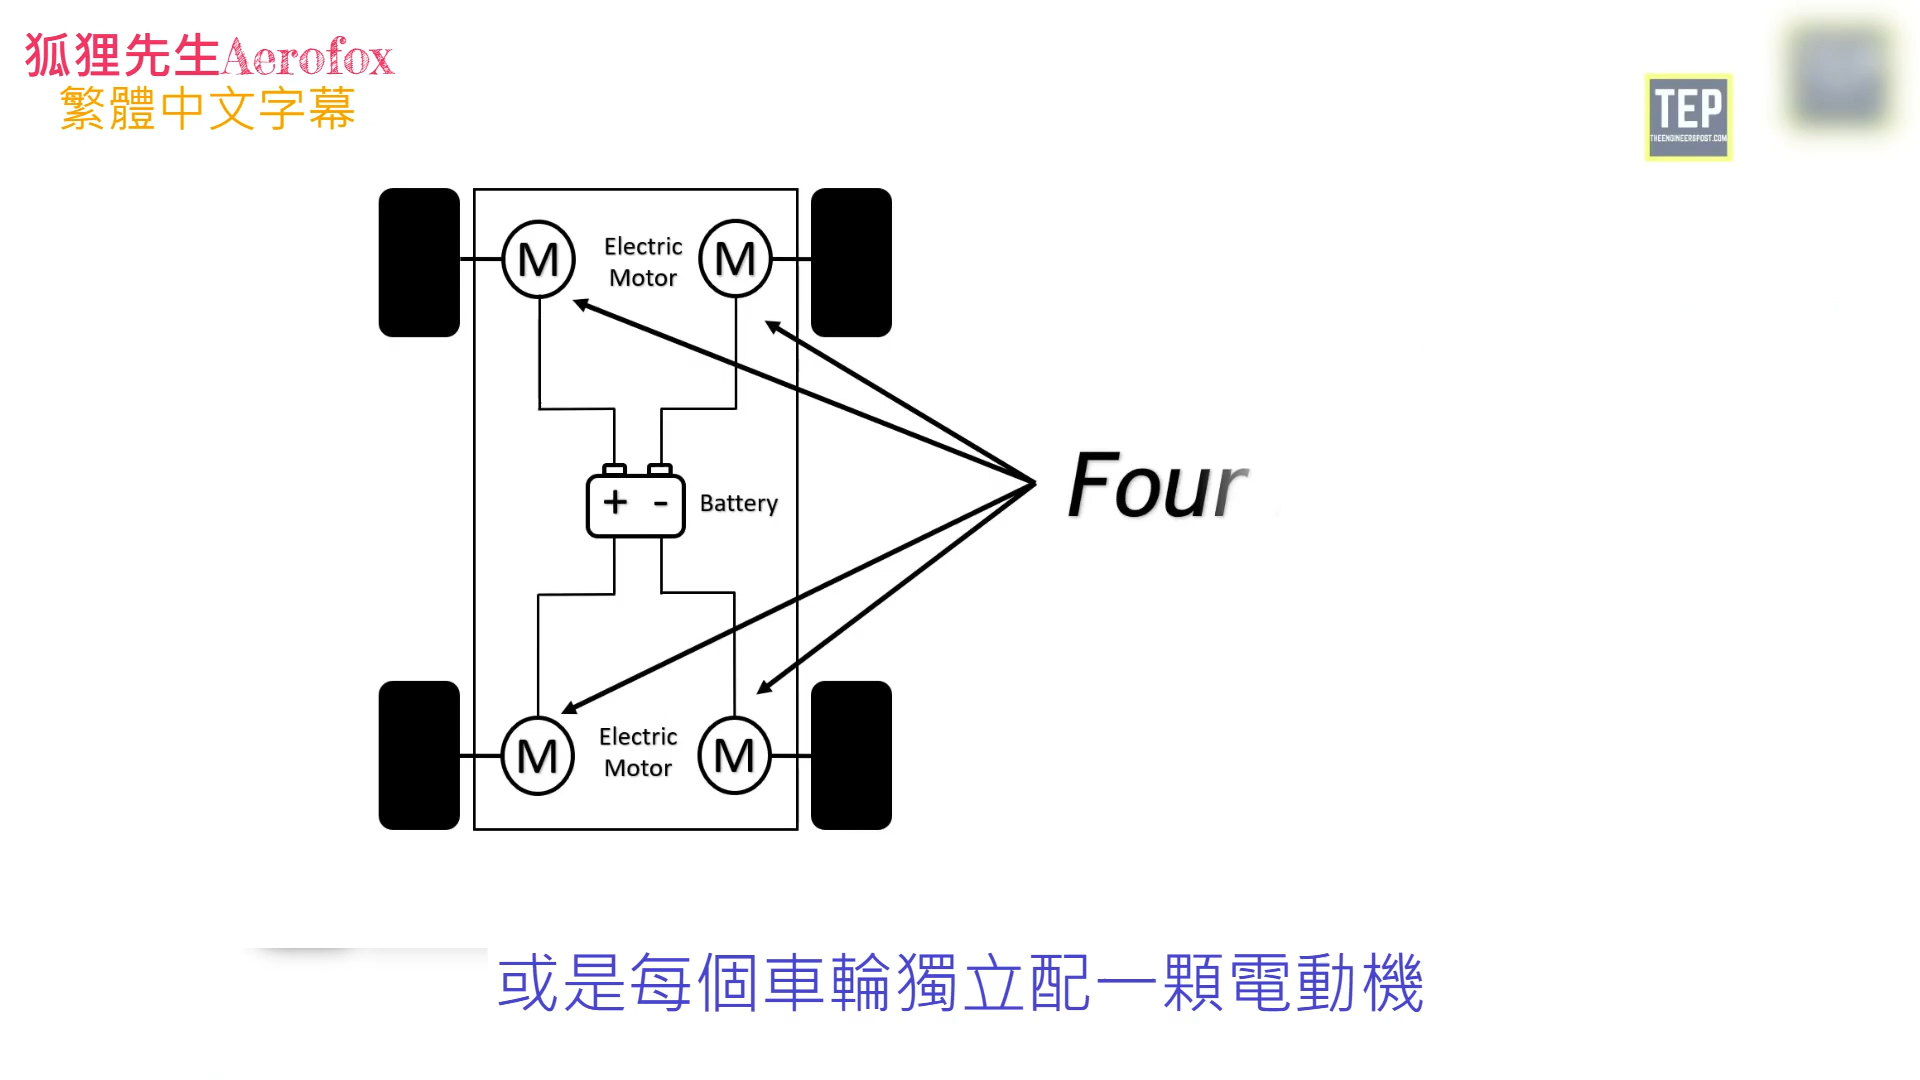 狐狸先生Aerofox
繁體中文字幕
TEP
THEENGINEERSPOST.COM
M
Electric
Motor
M
Four
+ -
Battery
M
Electric
Motor
M
或是每個車輪獨立配一顆電動機